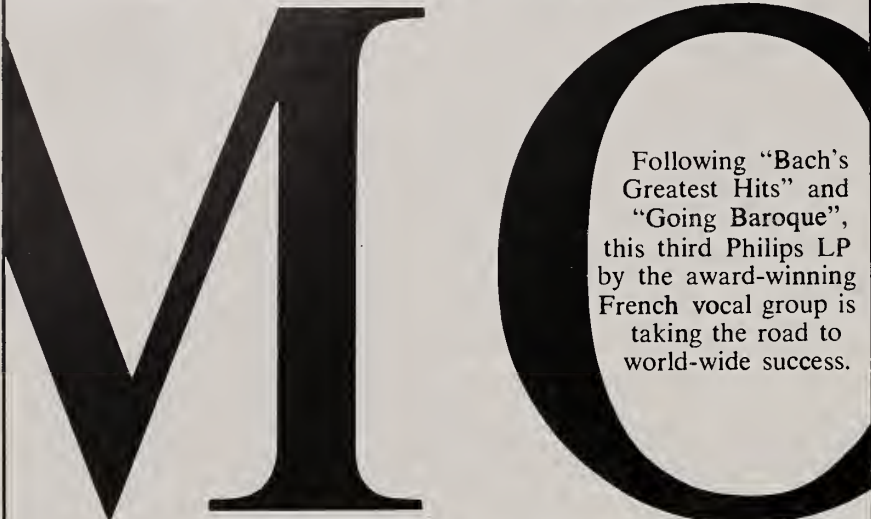 MO
Following “Bach’s
Greatest Hits” and
“Going Baroque”,
this third Philips LP
by the award-winning
French vocal group is
taking the road to
world-wide success.